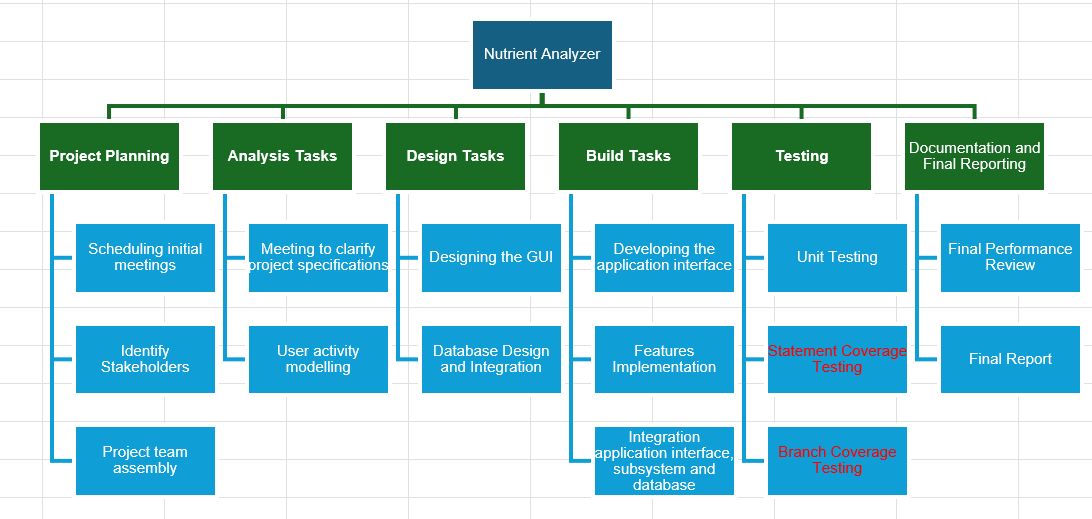 Nutrient Analyzer
Project Planning
Scheduling initial
meetings
Identify
Stakeholders
Project team
assembly
Analysis Tasks
Meeting to clarify
project specifications
User activity
modelling
Design Tasks
Designing the GUI
Database Design
and Integration
Build Tasks
Developing the
application interface
Features
Implementation
Integration
application interface,
subsystem and
database
Testing
Unit Testing
Statement Coverage
Testing
Branch Coverage
Testing
Documentation and
Final Reporting
Final Performance
Review
Final Report